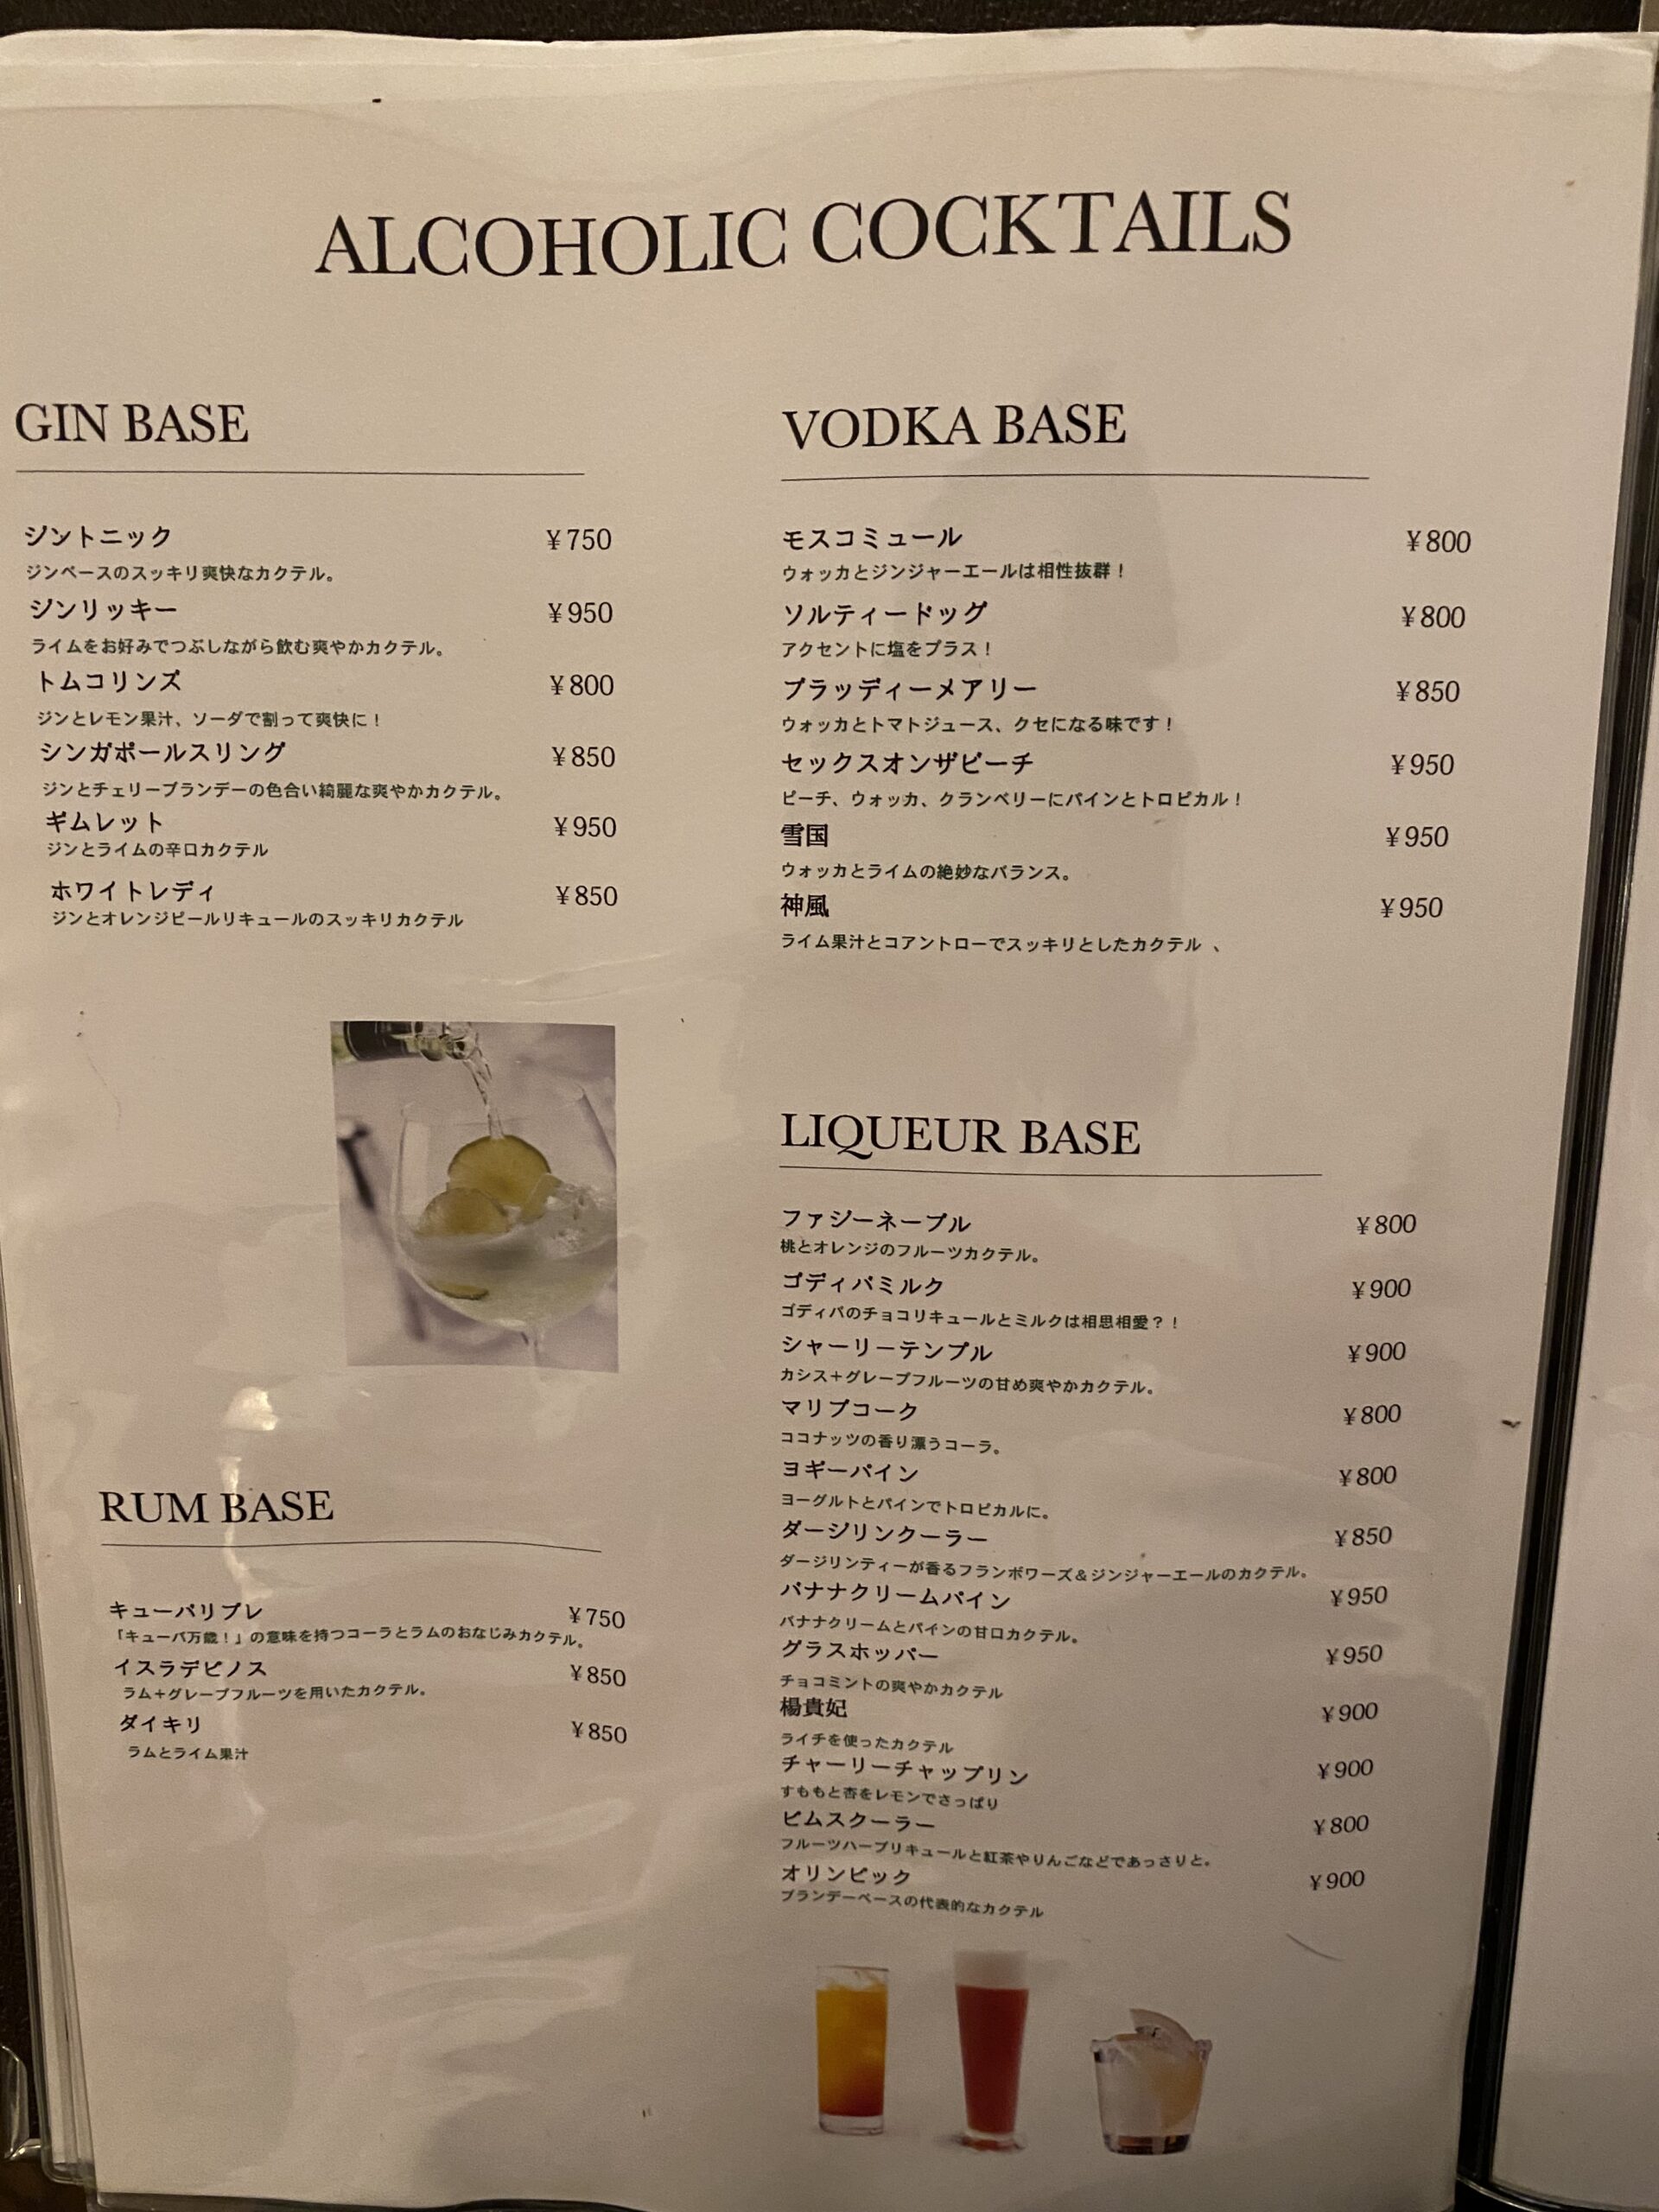 ALCOHOLIC COCKTAILS
GIN BASE
ジントニック ¥750
ジンベースのスッキリ爽快なカクテル。
ジンリッキー ¥950
ライムをお好みでつぶしながら飲む爽やかカクテル。
トムコリンズ ¥800
ジンとレモン果汁、ソーダで割って爽快に！
シンガポールスリング ¥850
ジンとチェリーブランデーの色合い綺麗な爽やかカクテル。
ギムレット ¥950
ジンとライムの辛口カクテル
ホワイトレディ ¥850
ジンとオレンジピールリキュールのスッキリカクテル
RUM BASE
キューバリブレ ¥750
「キューバ万歳！」の意味を持つコーラとラムのおなじみカクテル。
イスラデピノス ¥850
ラム＋グレープフルーツを用いたカクテル。
ダイキリ ¥850
ラムとライム果汁
VODKA BASE
モスコミュール ¥800
ウォッカとジンジャーエールは相性抜群！
ソルティードッグ ¥800
アクセントに塩をプラス！
ブラッディーメアリー ¥850
ウォッカとトマトジュース、クセになる味です！
セックスオンザビーチ ¥950
ピーチ、ウォッカ、クランベリーにパインとトロピカル！
雪国 ¥950
ウォッカとライムの絶妙なバランス。
神風 ¥950
ライム果汁とコアントローでスッキリとしたカクテル 、
LIQUEUR BASE
ファジーネーブル ¥800
桃とオレンジのフルーツカクテル。
ゴディバミルク ¥900
ゴディバのチョコリキュールとミルクは相思相愛？！
シャーリーテンプル ¥900
カシス＋グレープフルーツの甘め爽やかカクテル。
マリブコーク ¥800
ココナッツの香り漂うコーラ。
ヨギーパイン ¥800
ヨーグルトとパインでトロピカルに。
ダージリンクーラー ¥850
ダージリンティーが香るフランボワーズ＆ジンジャーエールのカクテル。
バナナクリームパイン ¥950
バナナクリームとパインの甘口カクテル。
グラスホッパー ¥950
チョコミントの爽やかカクテル
楊貴妃 ¥900
ライチを使ったカクテル
チャーリーチャップリン ¥900
すももと杏をレモンでさっぱり
ピムスクーラー ¥800
フルーツハーブリキュールと紅茶やりんごなどであっさりと。
オリンピック ¥900
ブランデーベースの代表的なカクテル